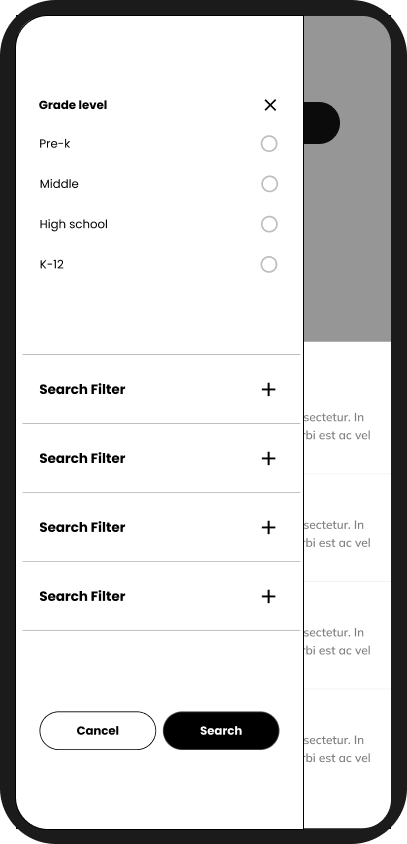 Grade level
Pre-k
Middle
High school
K-12
Search Filter
sectetur. In
rbi est ac vel
Search Filter
sectetur. In
rbi est ac vel
Search Filter
sectetur. In
rbi est ac vel
Search Filter
sectetur. In
rbi est ac vel
Cancel
Search